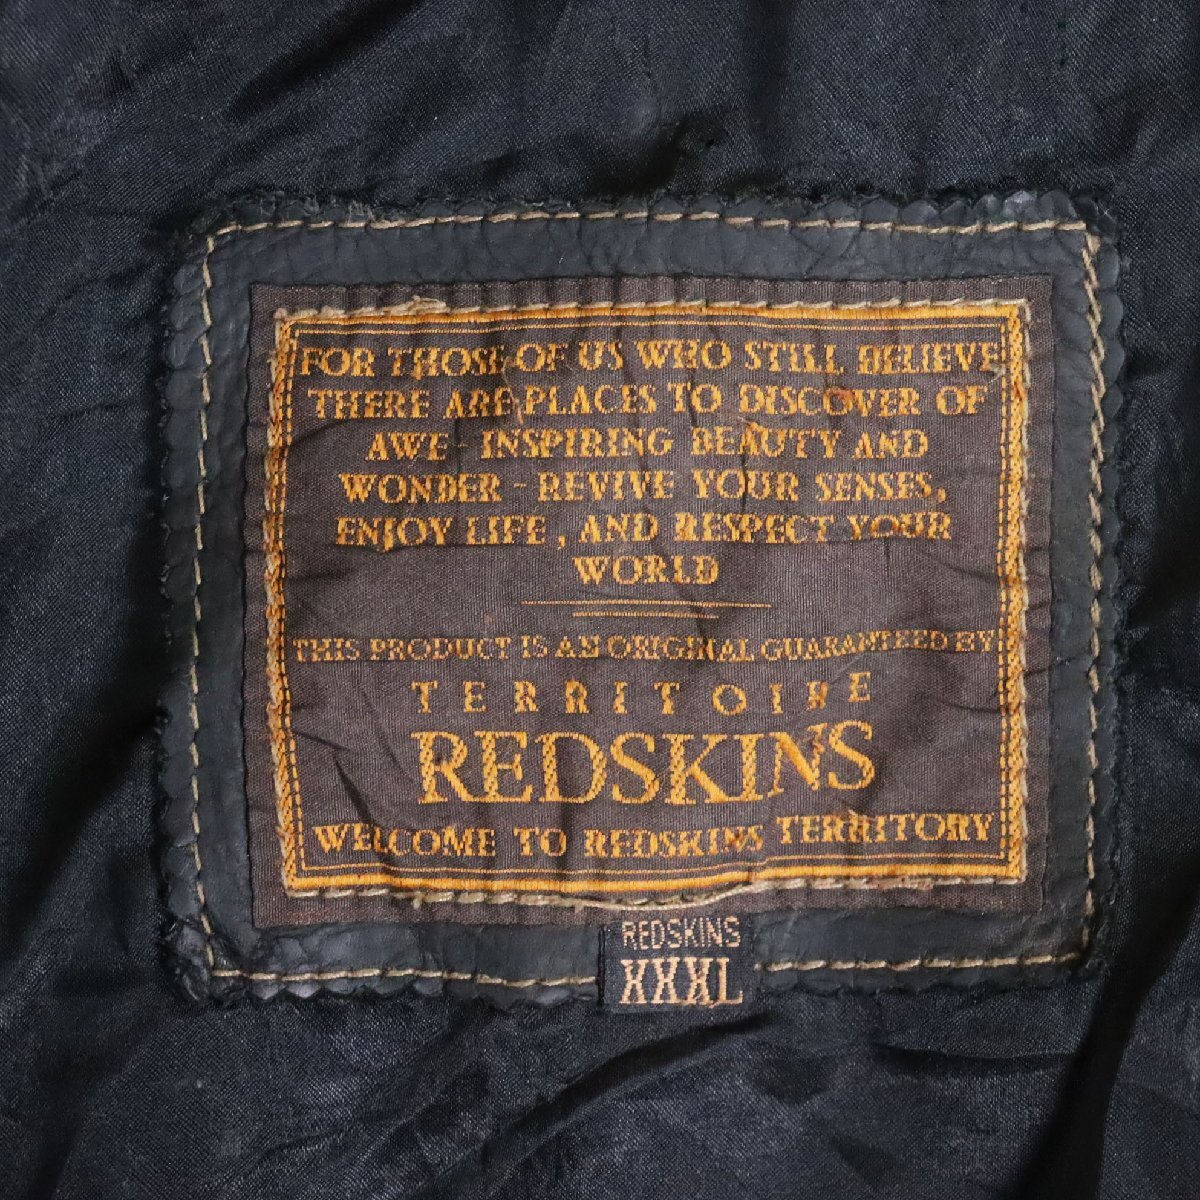 FOR THOSE OF US WHO STILL BELIEVE
THERE ARE PLACES TO DISCOVER OF
AWE - INSPIRING BEAUTY AND
WONDER - REVIVE YOUR SENSES,
ENJOY LIFE , AND RESPECT YOUR
WORLD
THIS PRODUCT IS AN ORIGINAL GUARANTEED BY
TERRITOIRE
REDSKINS
WELCOME TO REDSKINS TERRITORY
REDSKINS
XXXL